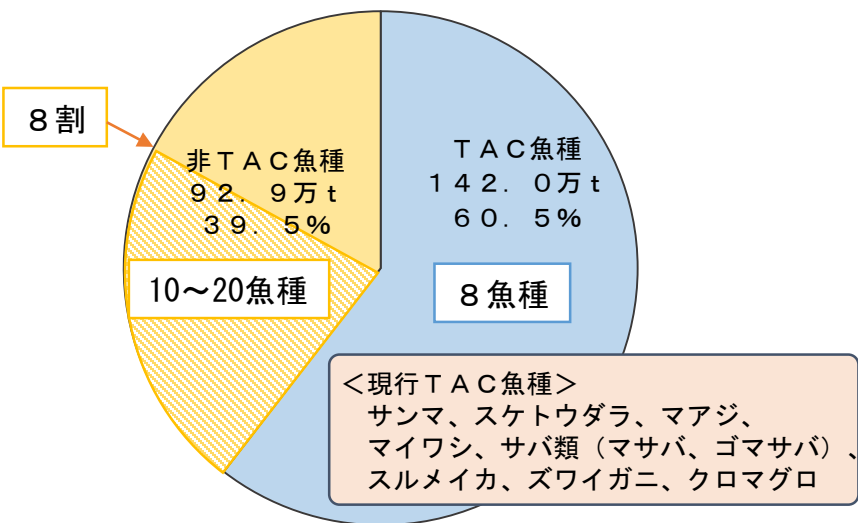 ８割
非ＴＡＣ魚種
９２．９万ｔ
３９．５％
10～20魚種
ＴＡＣ魚種
１４２．０万ｔ
６０．５％
８魚種
＜現行ＴＡＣ魚種＞
サンマ、スケトウダラ、マアジ、
マイワシ、サバ類（マサバ、ゴマサバ）、
スルメイカ、ズワイガニ、クロマグロ